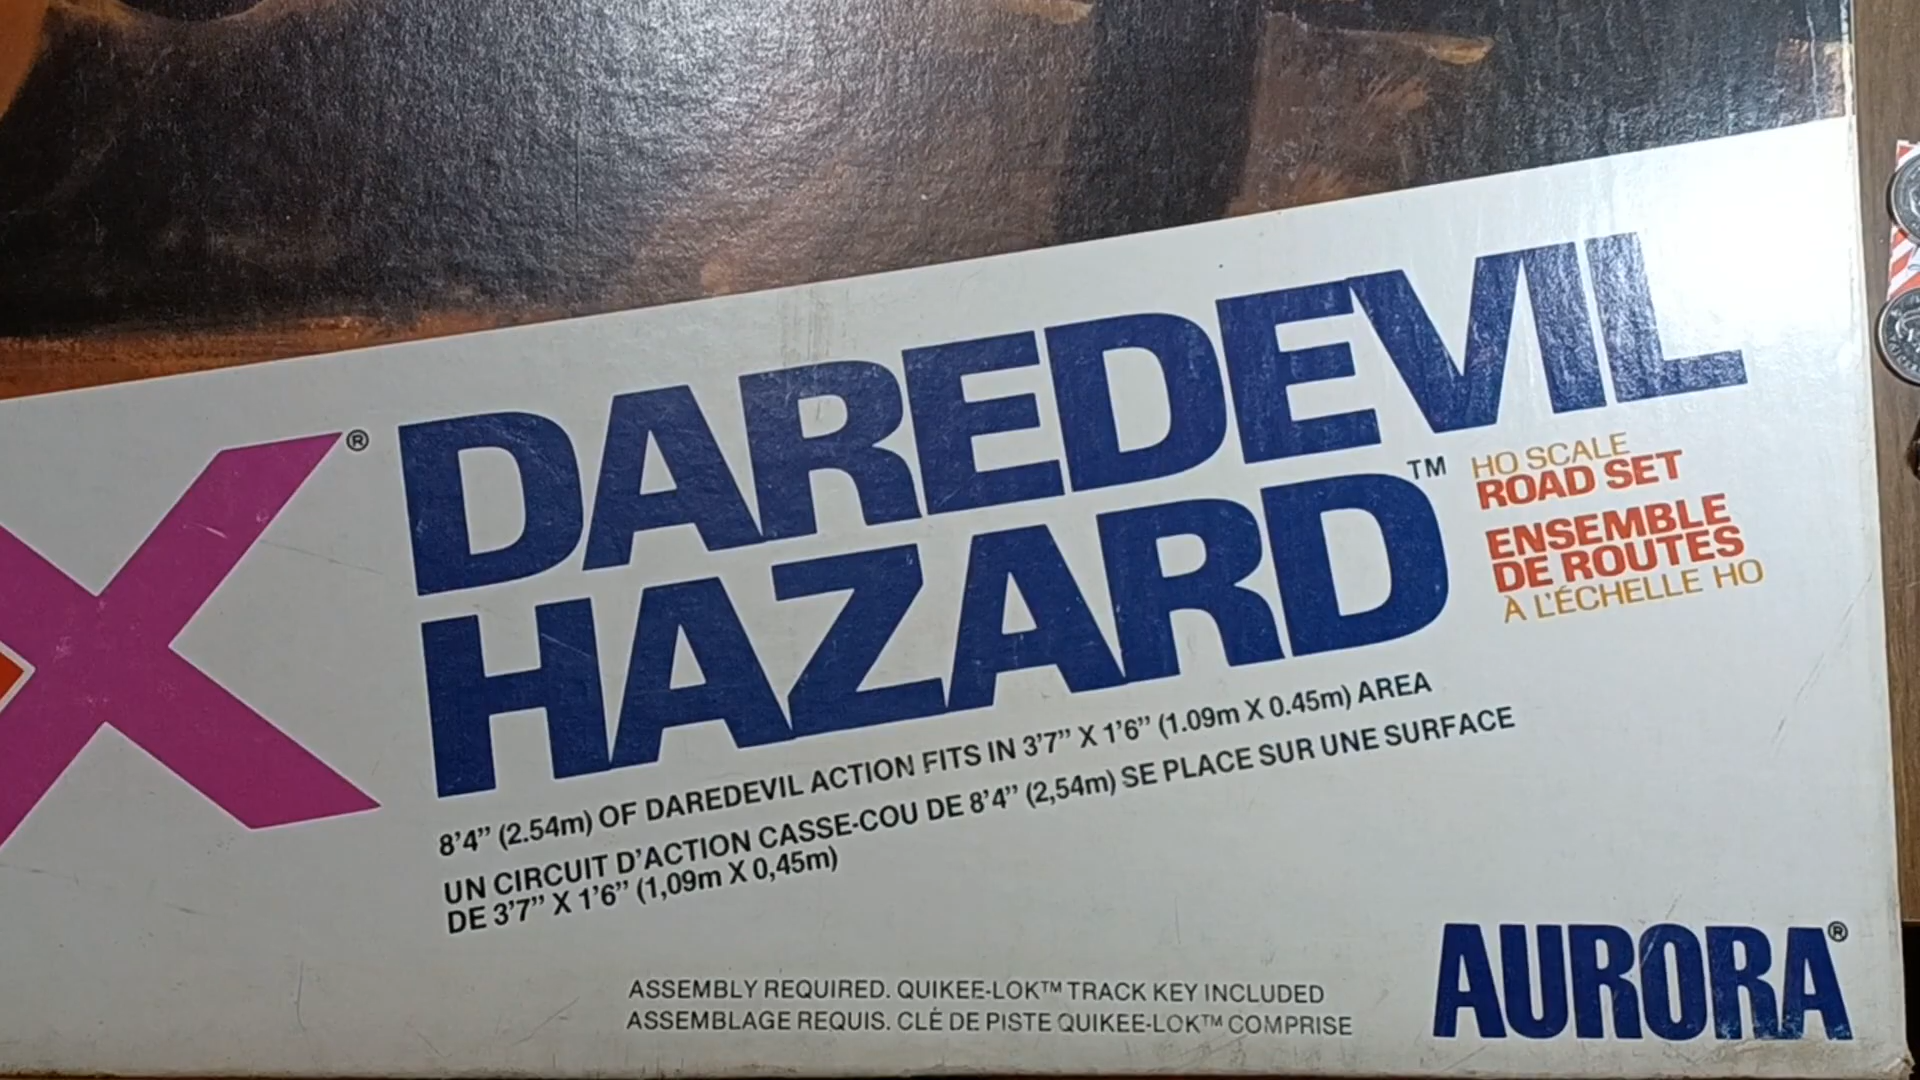 X®
DAREDEVIL
HAZARD™
HO SCALE
ROAD SET
ENSEMBLE
DE ROUTES
À L'ÉCHELLE HO
8'4” (2.54m) OF DAREDEVIL ACTION FITS IN 3'7” X 1'6” (1.09m X 0.45m) AREA
UN CIRCUIT D'ACTION CASSE-COU DE 8'4” (2,54m) SE PLACE SUR UNE SURFACE
DE 3'7” X 1'6” (1,09m X 0,45m)
ASSEMBLY REQUIRED. QUIKEE-LOK™ TRACK KEY INCLUDED
ASSEMBLAGE REQUIS. CLÉ DE PISTE QUIKEE-LOK™ COMPRISE
AURORA®